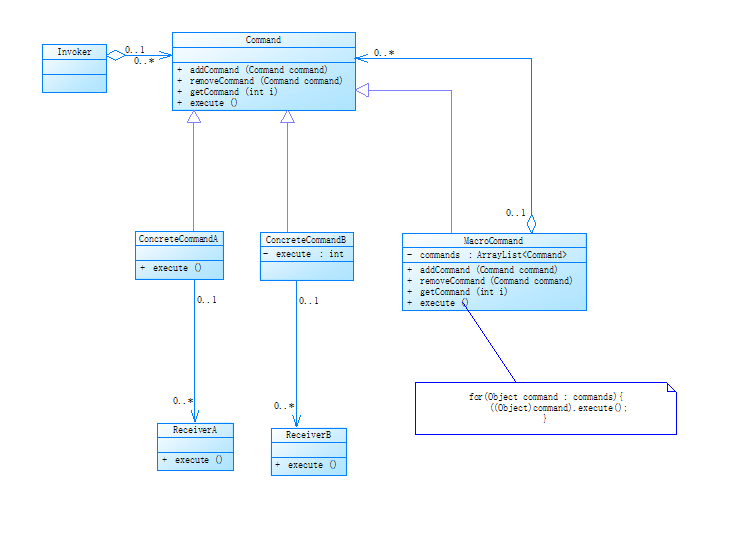 Command
Invoker
0..1
0..*
0..*
+ addCommand (Command command)
+ removeCommand (Command command)
+ getCommand (int i)
+ execute ()
0..1
ConcreteCommandA
+ execute ()
ConcreteCommandB
- execute : int
MacroCommand
- commands : ArrayList<Command>
+ addCommand (Command command)
+ removeCommand (Command command)
+ getCommand (int i)
+ execute ()
0..1
0..1
0..*
0..*
for(Object command : commands){
((Object)command).execute();
}
ReceiverA
+ execute ()
ReceiverB
+ execute ()